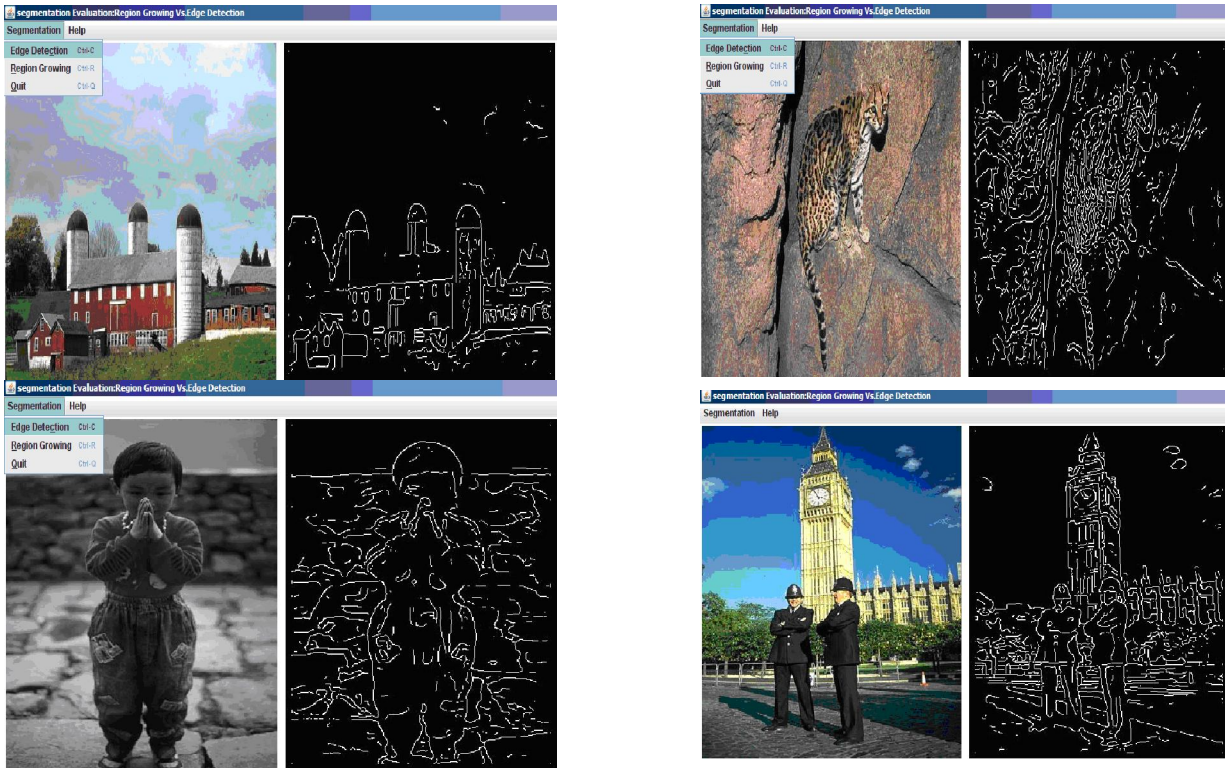 segmentation Evaluation:Region Growing Vs.Edge Detection
Segmentation Help
Edge Detection Ctrl-C
Region Growing Ctrl-R
Quit Ctrl-Q
segmentation Evaluation:Region Growing Vs.Edge Detection
Segmentation Help
Edge Detection Ctrl-C
Region Growing Ctrl-R
Quit Ctrl-Q
segmentation Evaluation:Region Growing Vs.Edge Detection
Segmentation Help
Edge Detection Ctrl-C
Region Growing Ctrl-R
Quit Ctrl-Q
segmentation Evaluation:Region Growing Vs.Edge Detection
Segmentation Help